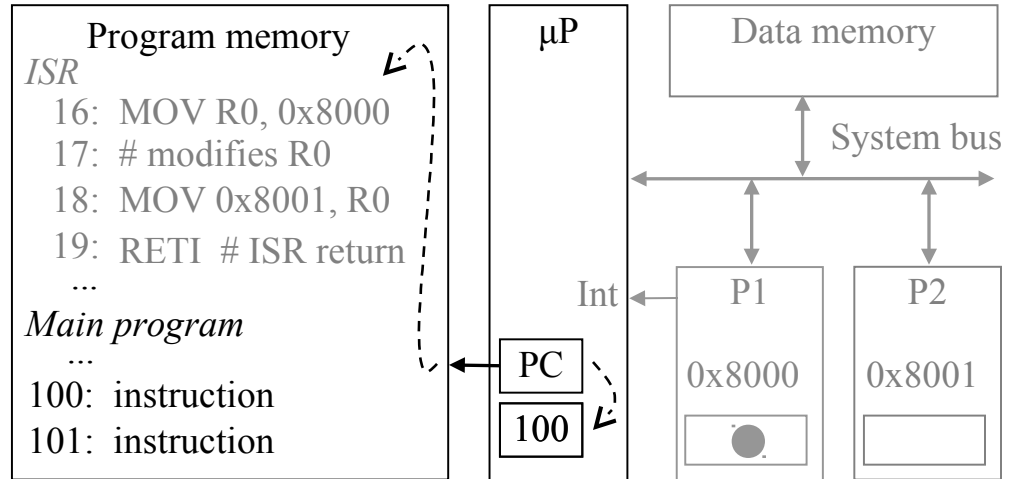 Program memory
ISR
16: MOV R0, 0x8000
17: # modifies R0
18: MOV 0x8001, R0
19: RETI # ISR return
...
Main program
...
100: instruction
101: instruction
μP
Int
PC
100
Data memory
System bus
P1
0x8000
P2
0x8001